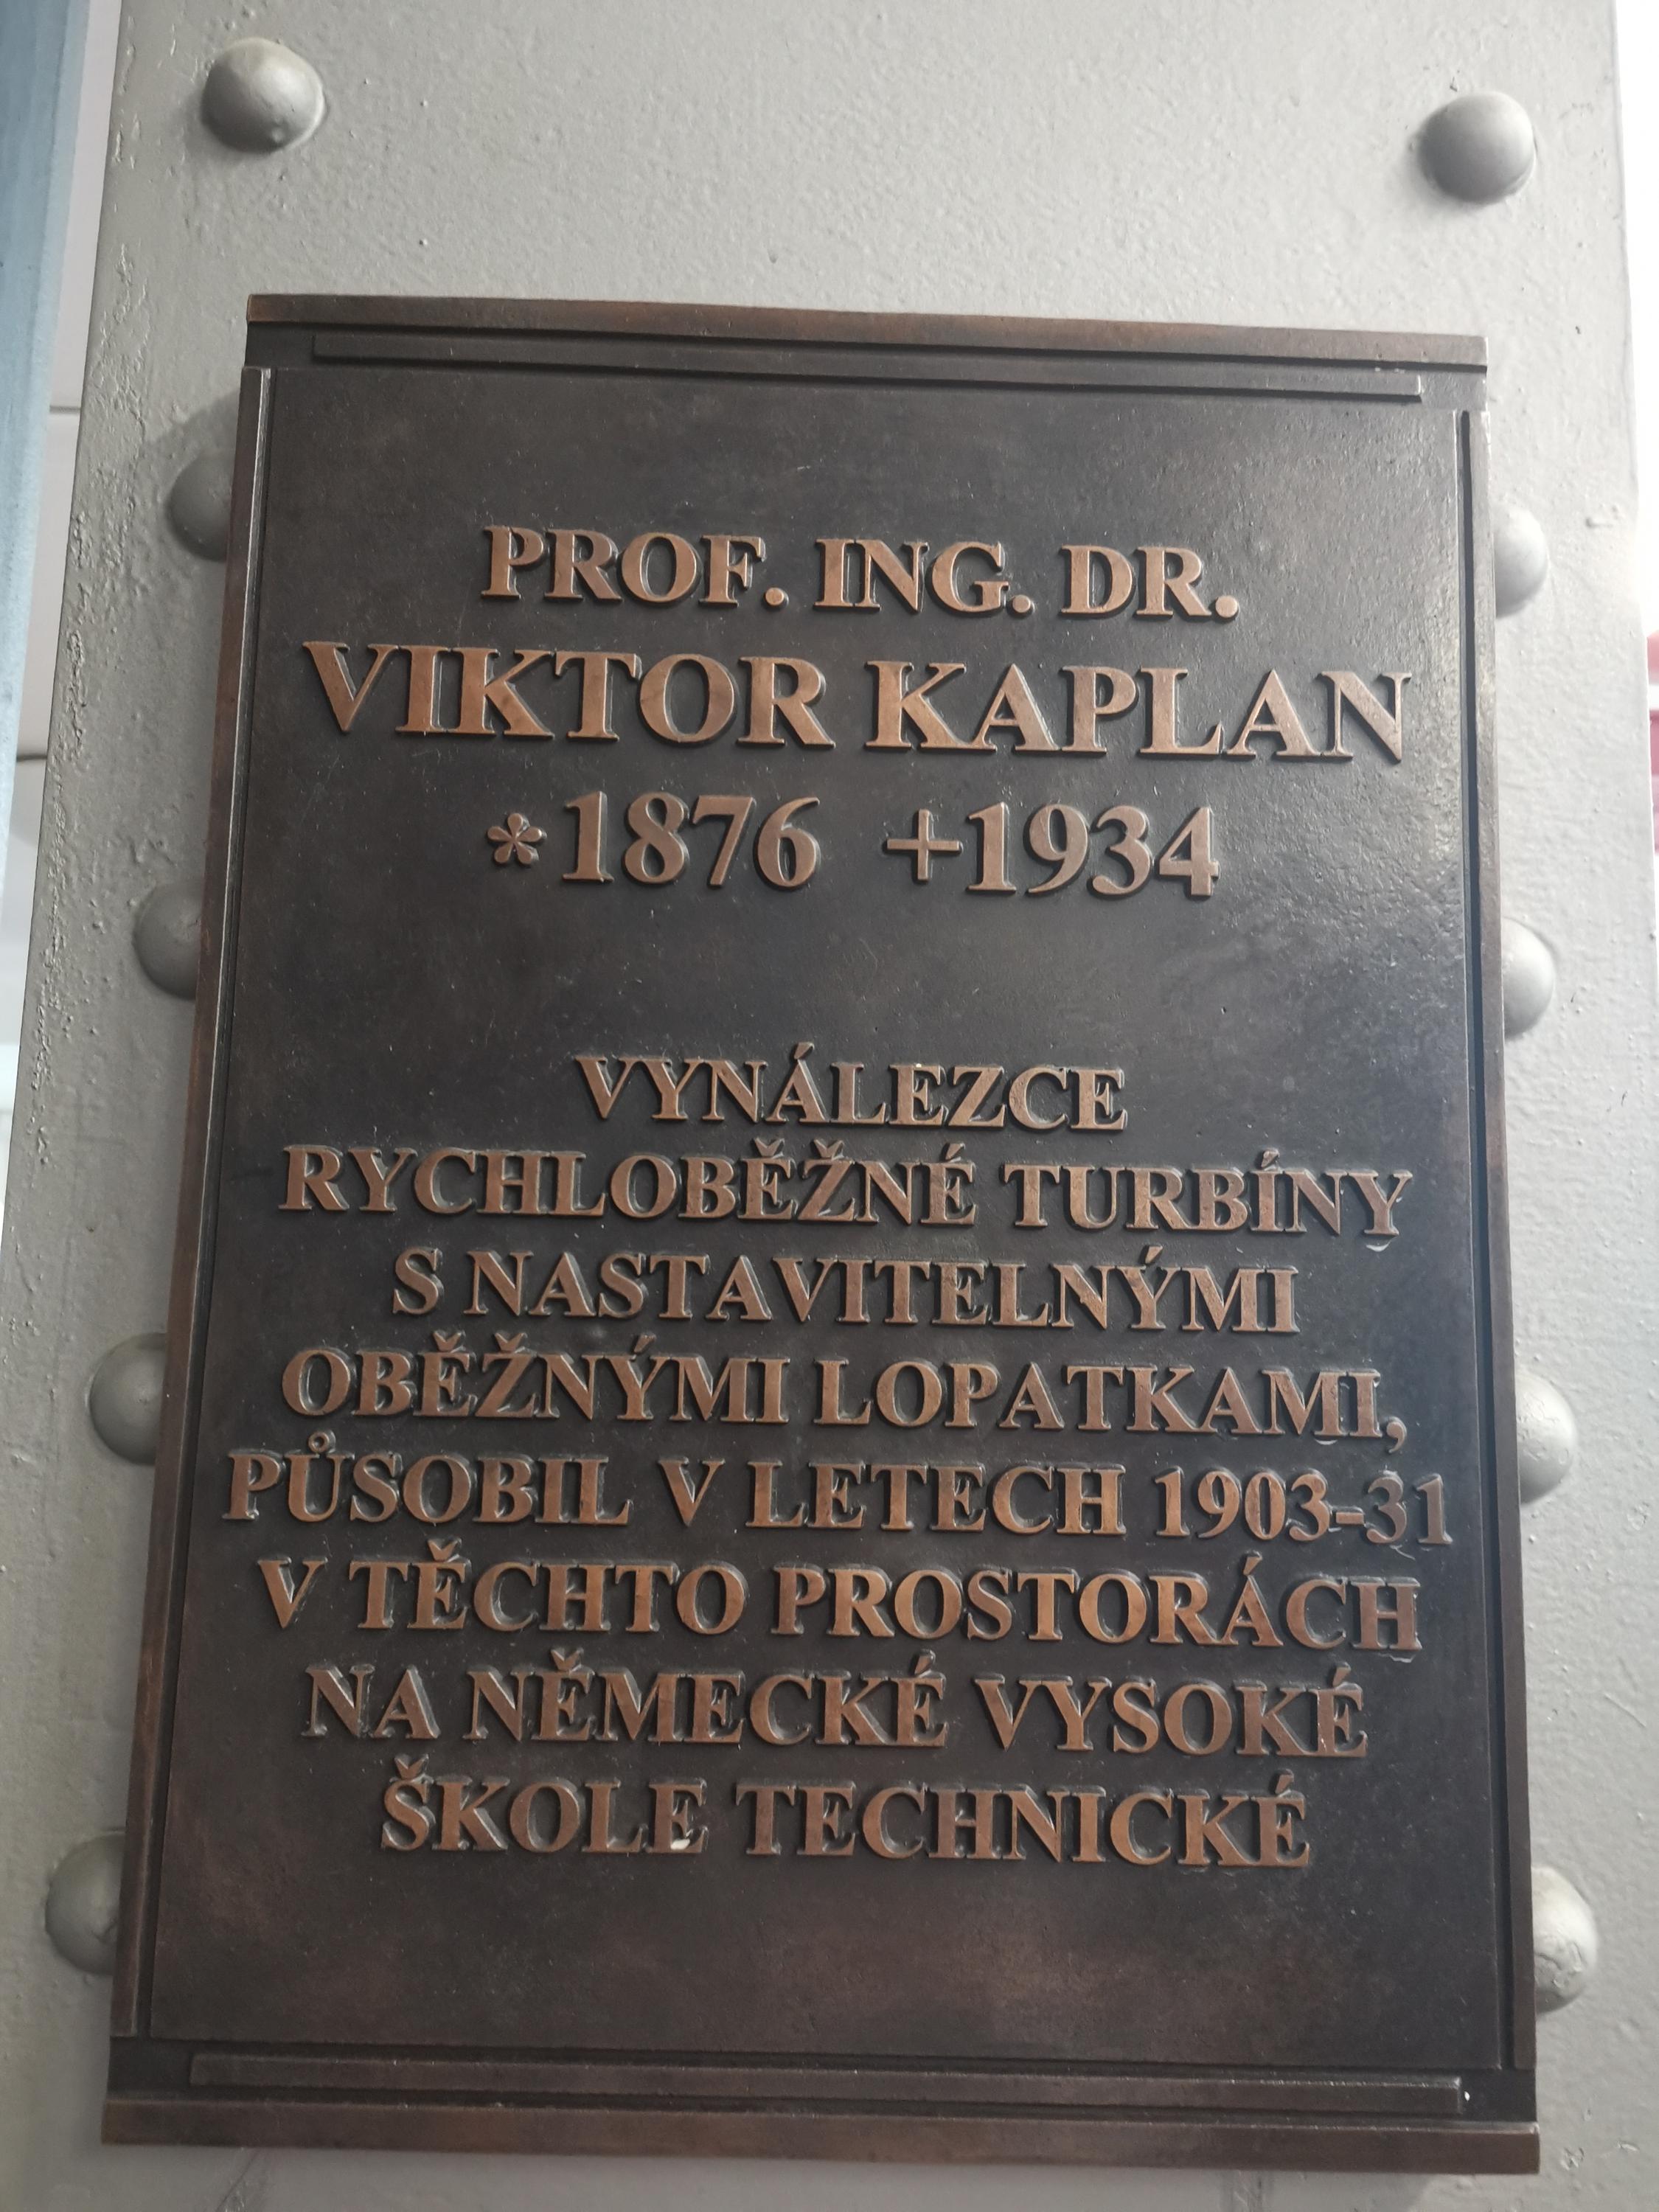 PROF. ING. DR.
VIKTOR KAPLAN
*1876 +1934
VYNÁLEZCE
RYCHLOBĚŽNÉ TURBÍNY
S NASTAVITELNÝMI
OBĚŽNÝMI LOPATKAMI,
PŮSOBIL V LETECH 1903-31
V TĚCHTO PROSTORÁCH
NA NĚMECKÉ VYSOKÉ
ŠKOLE TECHNICKÉ